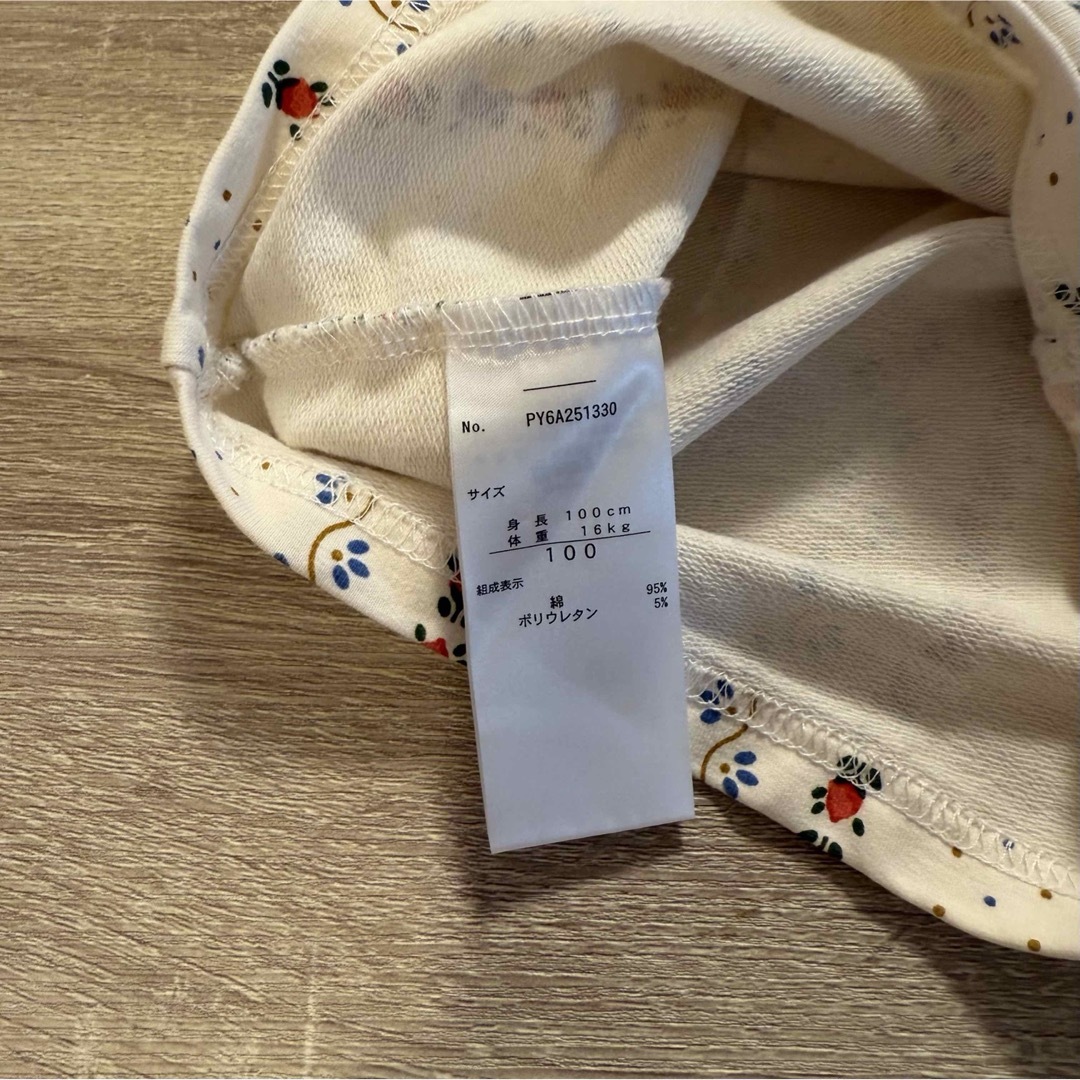 No. PY6A251330
サイズ
身長 100cm
体重 16kg
100
組成表示
綿 95%
ポリウレタン 5%